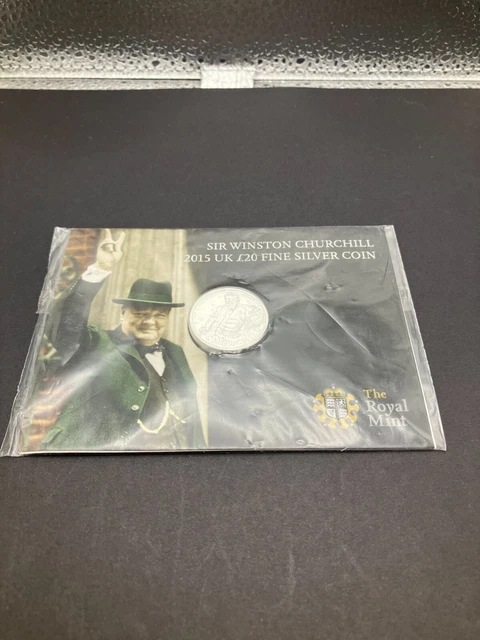 SIR WINSTON CHURCHILL
2015 UK £20 FINE SILVER COIN
The
Royal
Mint